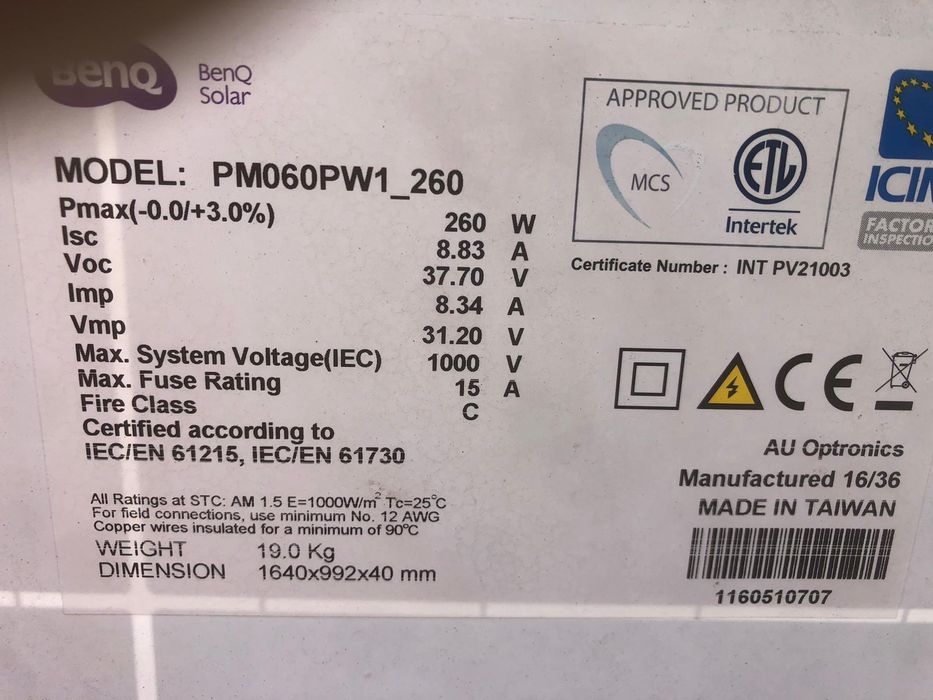 BenQ
BenQ
Solar
MODEL: PM060PW1_260
Pmax(-0.0/+3.0%) 260 W
Isc 8.83 A
Voc 37.70 V
Imp 8.34 A
Vmp 31.20 V
Max. System Voltage(IEC) 1000 V
Max. Fuse Rating 15 A
Fire Class C
Certified according to
IEC/EN 61215, IEC/EN 61730
All Ratings at STC: AM 1.5 E=1000W/m² Tc=25°C
For field connections, use minimum No. 12 AWG
Copper wires insulated for a minimum of 90°C
WEIGHT 19.0 Kg
DIMENSION 1640x992x40 mm
APPROVED PRODUCT
MCS
ETL
Intertek
Certificate Number : INT PV21003
FACTOR
INSPECTIO
CE
AU Optronics
Manufactured 16/36
MADE IN TAIWAN
1160510707